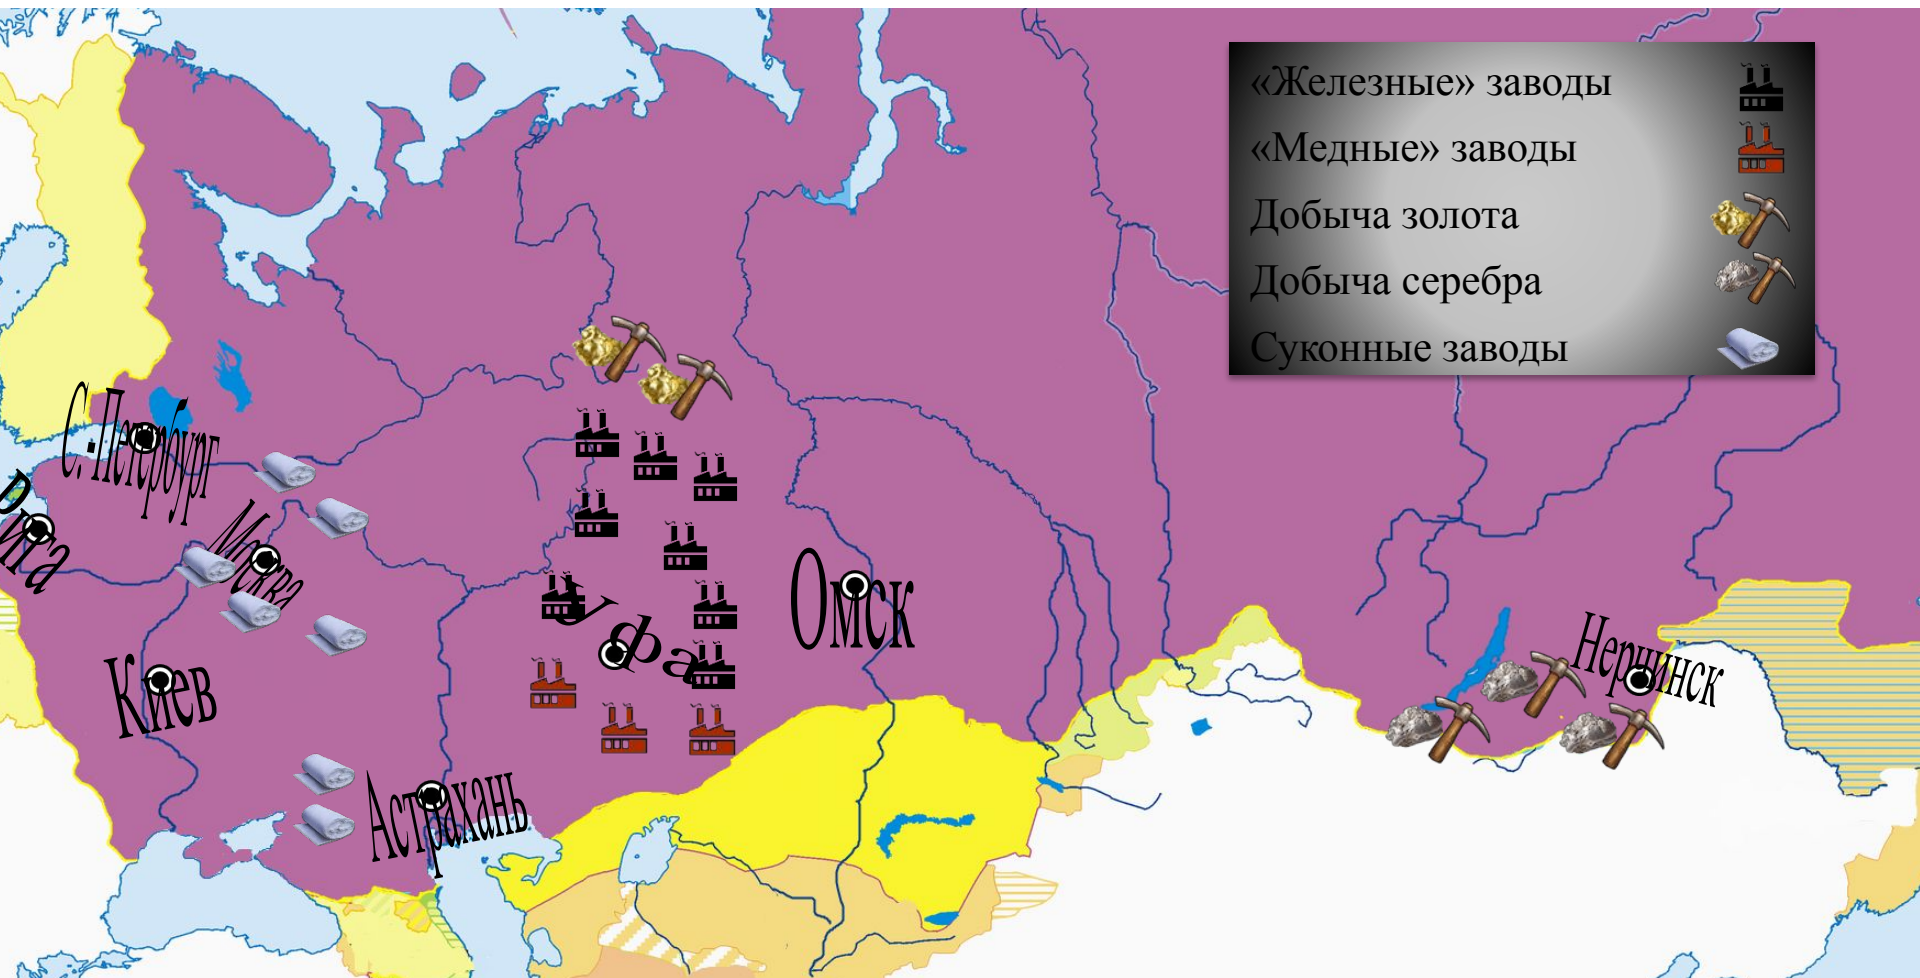 «Железные» заводы
«Медные» заводы
Добыча золота
Добыча серебра
Суконные заводы
С.-Петербург
Рига
Москва
Киев
Астрахань
Уфа
Омск
Нерчинск